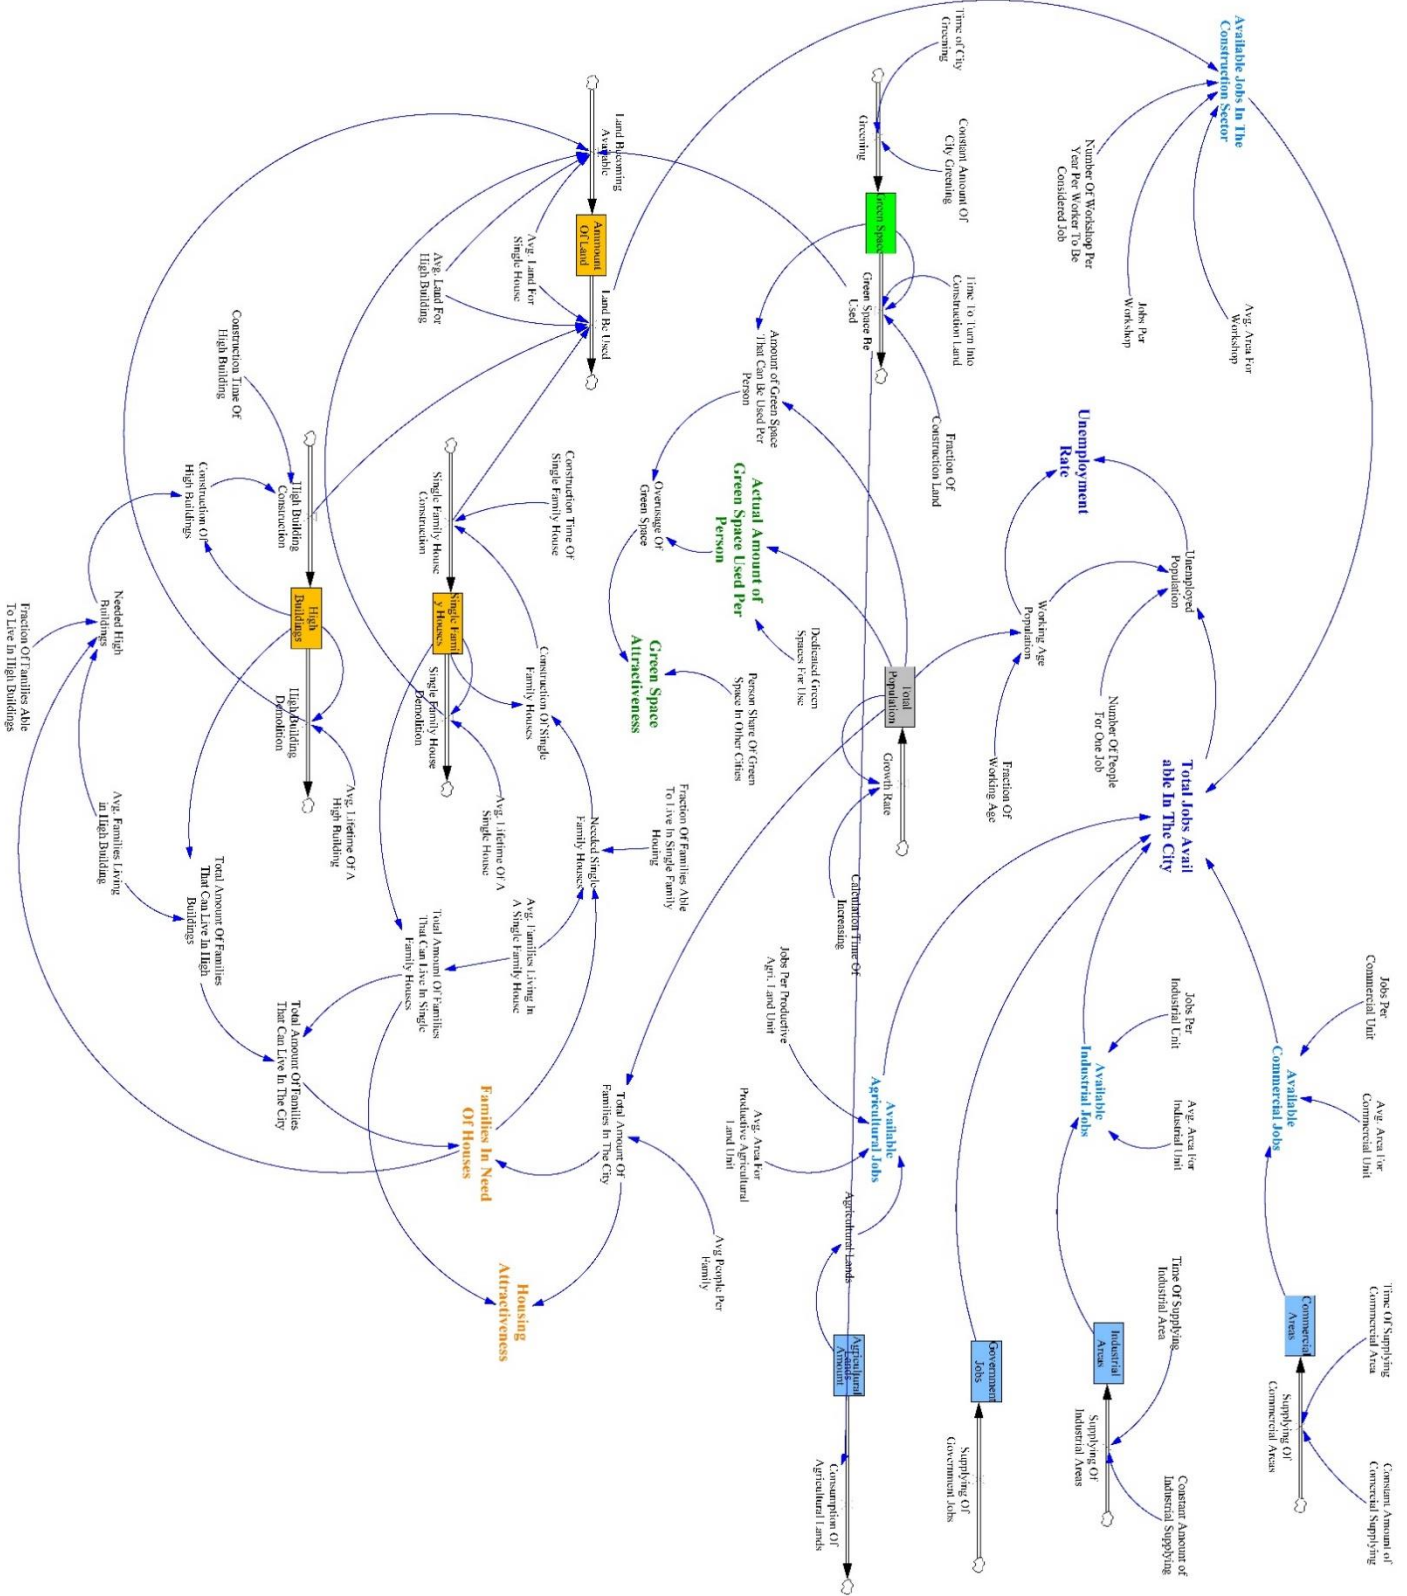 Jobs Per
Commercial Unit
Avg. Area For
Commercial Unit
Time Of Supplying
Commercial Area
Constant Amount of
Comercial Supplying
Available
Commercial Jobs
Commercial
Areas
Supplying Of
Commercial Areas
Available Jobs In The
Construction Sector
Avg. Area For
Workshop
Jobs Per
Workshop
Number Of Workshop Per
Year Per Worker To Be
Considered Job
Total Jobs Avail
able In The City
Unemployed
Population
Unemployment
Rate
Number Of People
For One Job
Jobs Per
Industrial Unit
Avg. Area For
Industrial Unit
Time Of Supplying
Industrial Area
Constant Amount of
Industrial Supplying
Available
Industrial Jobs
Industrial
Areas
Supplying Of
Industrial Areas
Working Age
Population
Fraction Of
Working Age
Government
Jobs
Supplying Of
Government Jobs
Time of City
Greening
Constant Amount Of
City Greening
Time To Turn Into
Construction Land
Fraction Of
Construction Land
Greening
Green Space
Green Space Be
Used
Total
Population
Growth Rate
Calculation Time Of
Increasing
Available
Agricultural Jobs
Agricultural Lands
Agricultural
Lands
Amount
Consumption Of
Agricultural Lands
Jobs Per Productive
Agri. Land Unit
Avg. Area For
Productive Agricultural
Land Unit
Amount of Green Space
That Can Be Used Per
Person
Actual Amount of
Green Space Used Per
Person
Dedicated Green
Spaces For Use
Person Share Of Green
Space In Other Cities
Overusage Of
Green Space
Green Space
Attractiveness
Avg People Per
Family
Fraction Of Families Able
To Live In Single Family
Housing
Total Amount Of
Families In The City
Land Becoming
Available
Ammount
Of Land
Land Be Used
Avg. Land For
Single House
Avg. Land For
High Building
Construction Time Of
Single Family House
Construction Of Single
Family Houses
Needed Single
Family Houses
Single Family House
Construction
Single Famil
y Houses
Single Family House
Demolition
Avg. Lifetime Of A
Single House
Avg. Families Living In
A Single Family House
Total Amount Of Families
That Can Live In Single
Family Houses
Families In Need
Of Houses
Housing
Attractiveness
Construction Time Of
High Building
High Building
Construction
High
Buildings
High Building
Demolition
Avg. Lifetime Of A
High Building
Total Amount Of Families
That Can Live In The City
Construction Of
High Buildings
Total Amount Of Families
That Can Live In High
Buildings
Needed High
Buildings
Avg. Families Living
in High Building
Fraction Of Families Able
To Live In High Buildings